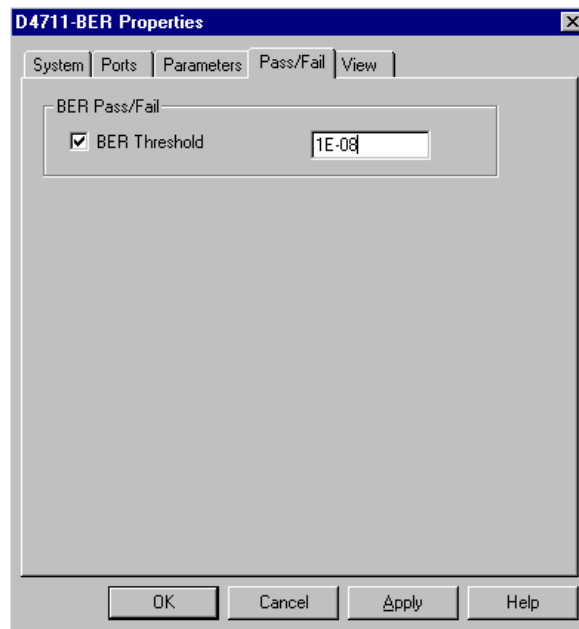 D4711-BER Properties
System Ports Parameters Pass/Fail View
BER Pass/Fail
BER Threshold 1E-08
OK Cancel Apply Help